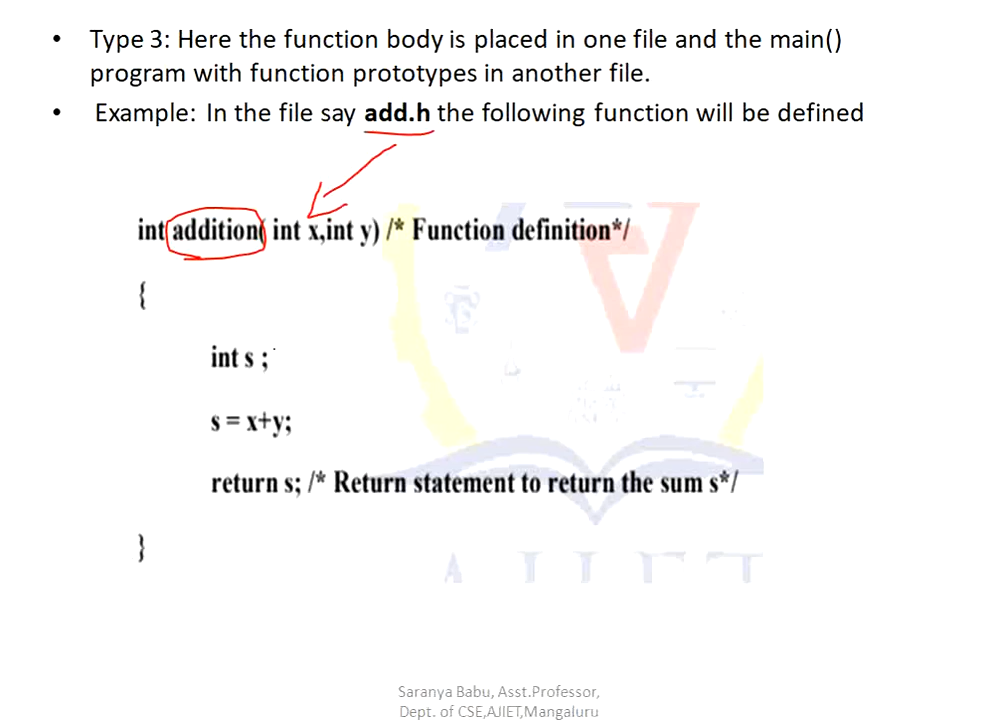 • Type 3: Here the function body is placed in one file and the main()
program with function prototypes in another file.
• Example: In the file say add.h the following function will be defined
int addition( int x,int y) /* Function definition*/
{
int s ;
s = x+y;
return s; /* Return statement to return the sum s*/
}
A J I E T
Saranya Babu, Asst.Professor,
Dept. of CSE,AJIET,Mangaluru